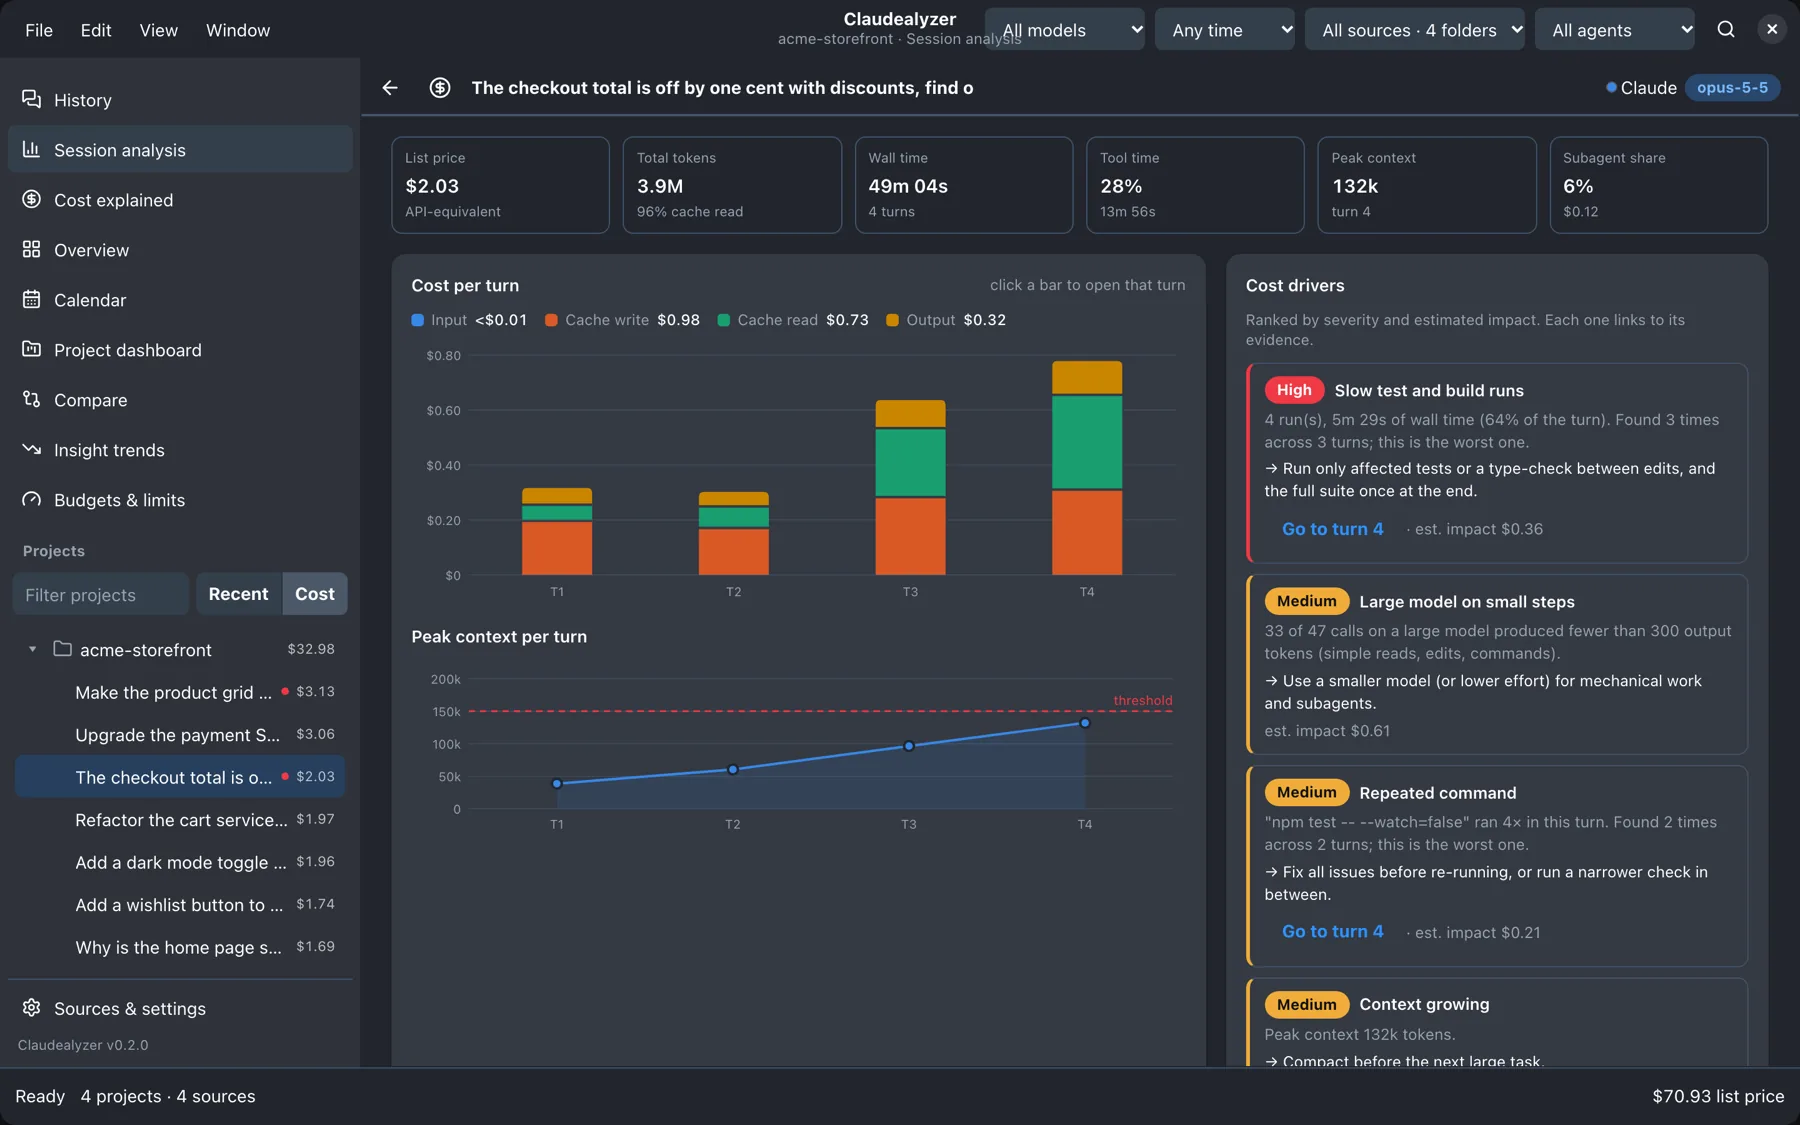 File Edit View Window
Claudealyzer
acme-storefront · Session analysis
All models Any time All sources · 4 folders All agents
History
Session analysis
Cost explained
Overview
Calendar
Project dashboard
Compare
Insight trends
Budgets & limits
Projects
Filter projects Recent Cost
acme-storefront $32.98
Make the product grid ... $3.13
Upgrade the payment S... $3.06
The checkout total is o... $2.03
Refactor the cart service... $1.97
Add a dark mode toggle ... $1.96
Add a wishlist button to ... $1.74
Why is the home page s... $1.69
Sources & settings
Claudealyzer v0.2.0
The checkout total is off by one cent with discounts, find o
Claude opus-5-5
List price
$2.03
API-equivalent
Total tokens
3.9M
96% cache read
Wall time
49m 04s
4 turns
Tool time
28%
13m 56s
Peak context
132k
turn 4
Subagent share
6%
$0.12
Cost per turn click a bar to open that turn
Input <$0.01 Cache write $0.98 Cache read $0.73 Output $0.32
$0.80
$0.60
$0.40
$0.20
$0
T1 T2 T3 T4
Peak context per turn
200k
threshold
150k
100k
50k
0
T1 T2 T3 T4
Cost drivers
Ranked by severity and estimated impact. Each one links to its
evidence.
High Slow test and build runs
4 run(s), 5m 29s of wall time (64% of the turn). Found 3 times
across 3 turns; this is the worst one.
→ Run only affected tests or a type-check between edits, and
the full suite once at the end.
Go to turn 4 · est. impact $0.36
Medium Large model on small steps
33 of 47 calls on a large model produced fewer than 300 output
tokens (simple reads, edits, commands).
→ Use a smaller model (or lower effort) for mechanical work
and subagents.
est. impact $0.61
Medium Repeated command
"npm test -- --watch=false" ran 4× in this turn. Found 2 times
across 2 turns; this is the worst one.
→ Fix all issues before re-running, or run a narrower check in
between.
Go to turn 4 · est. impact $0.21
Medium Context growing
Peak context 132k tokens.
→ Compact before the next large task.
Ready 4 projects · 4 sources
$70.93 list price